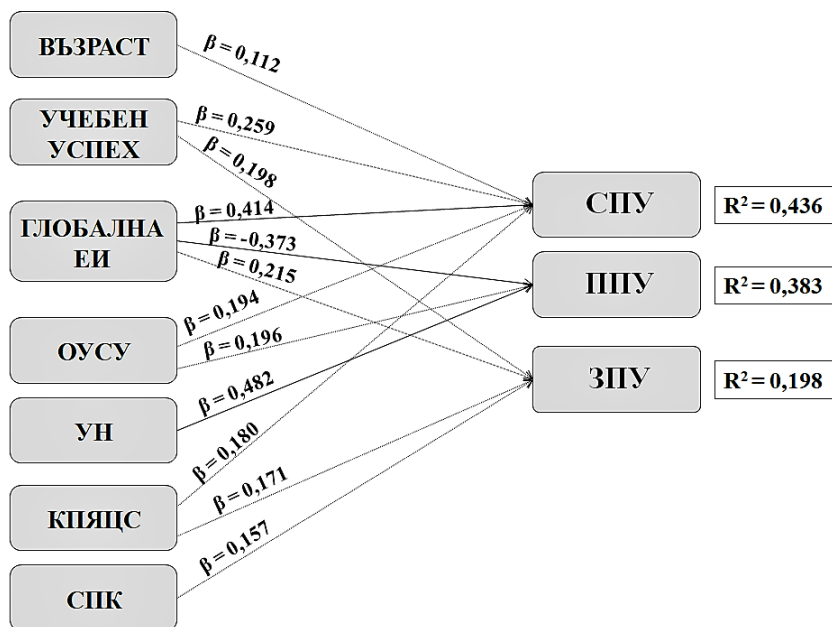 ВЪЗРАСТ
β = 0,112
УЧЕБЕН
УСПЕХ
β = 0,259
β = 0,198
ГЛОБАЛНА
ЕИ
β = 0,414
β = -0,373
β = 0,215
СПУ
R² = 0,436
ППУ
R² = 0,383
ОУСУ
β = 0,194
β = 0,196
ЗПУ
R² = 0,198
УН
β = 0,482
КПЯЦС
β = 0,180
β = 0,171
СПК
β = 0,157